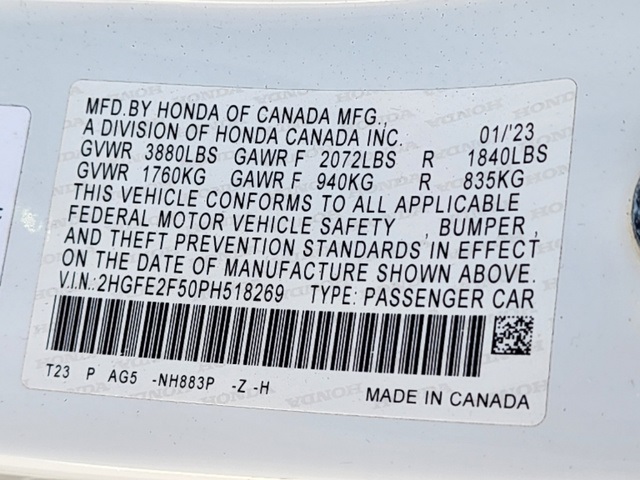 MFD.BY HONDA OF CANADA MFG.,
A DIVISION OF HONDA CANADA INC. 01/'23
GVWR 3880LBS GAWR F 2072LBS R 1840LBS
GVWR 1760KG GAWR F 940KG R 835KG
THIS VEHICLE CONFORMS TO ALL APPLICABLE
FEDERAL MOTOR VEHICLE SAFETY , BUMPER ,
AND THEFT PREVENTION STANDARDS IN EFFECT
ON THE DATE OF MANUFACTURE SHOWN ABOVE.
V.I.N.:2HGFE2F50PH518269 TYPE: PASSENGER CAR
T23 P AG5 -NH883P -Z -H
MADE IN CANADA